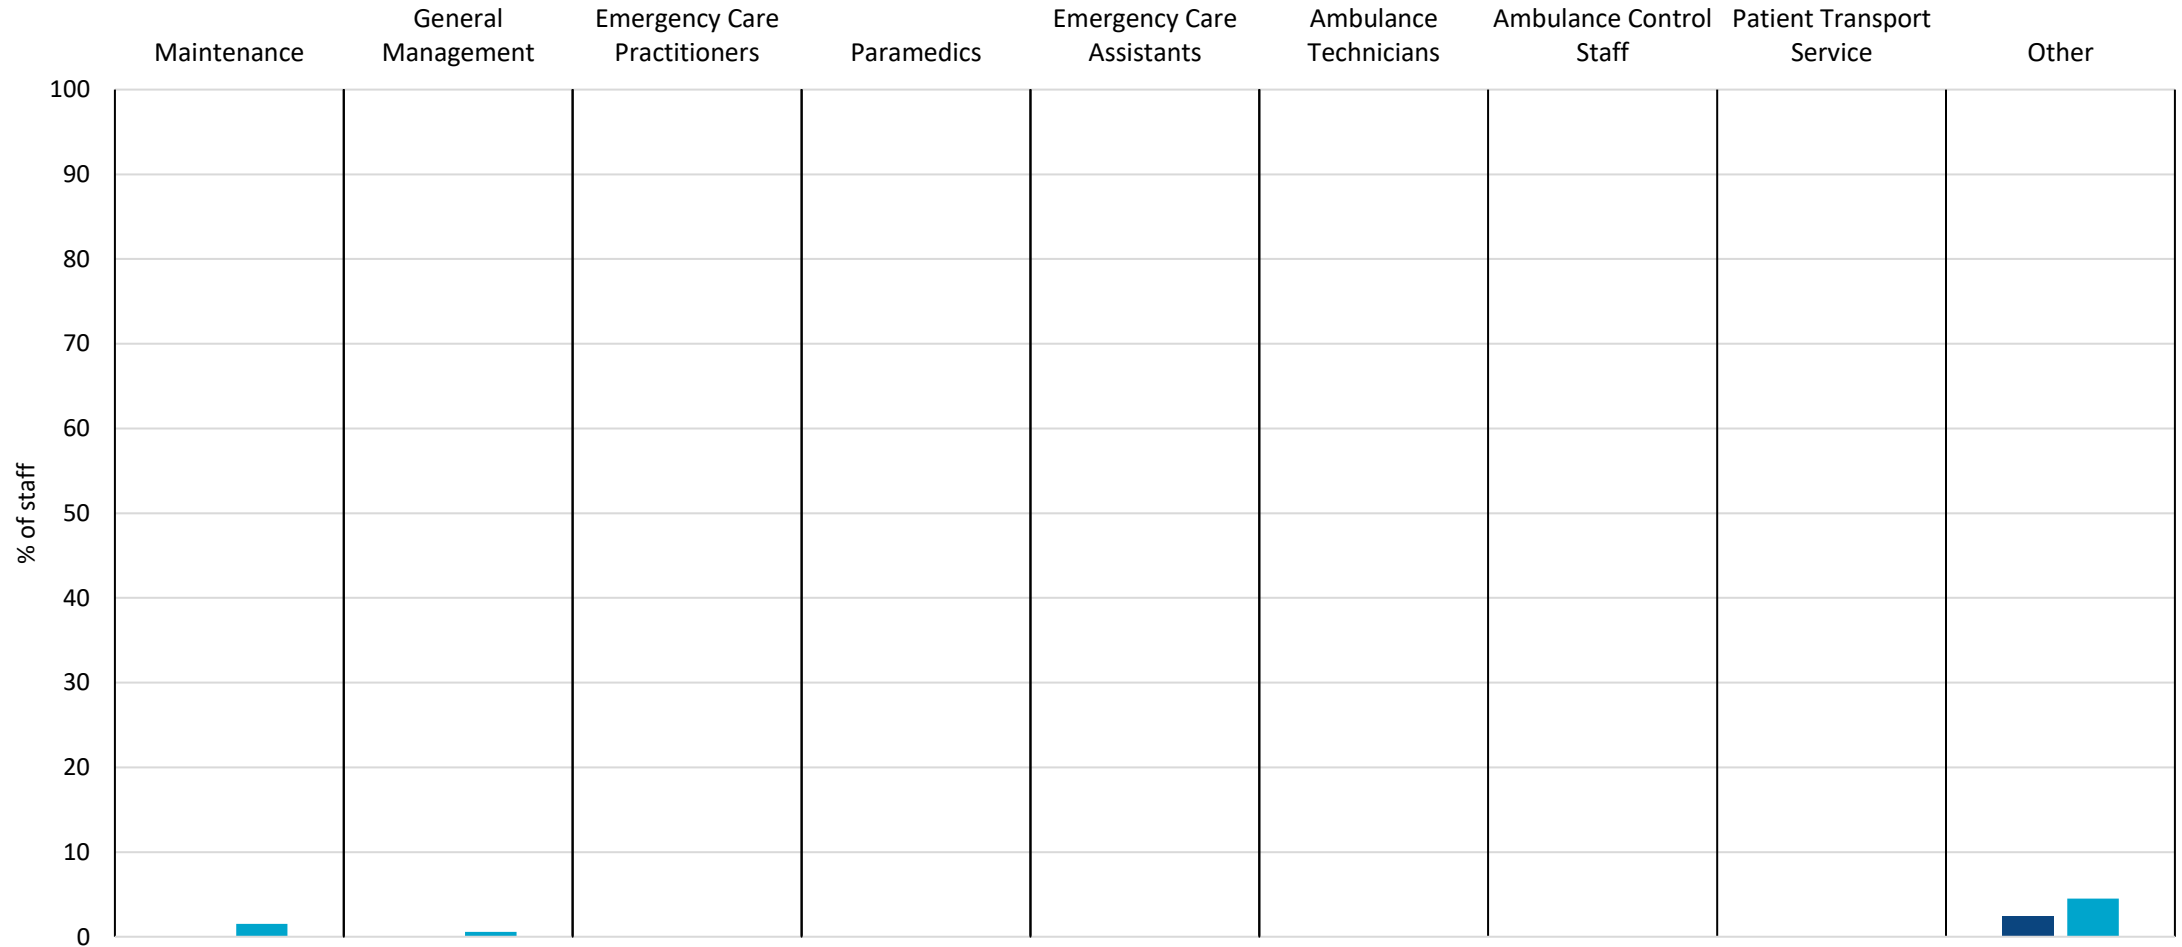 Maintenance
General
Management
Emergency Care
Practitioners
Paramedics
Emergency Care
Assistants
Ambulance
Technicians
Ambulance Control
Staff
Patient Transport
Service
Other
% of staff
100
90
80
70
60
50
40
30
20
10
0